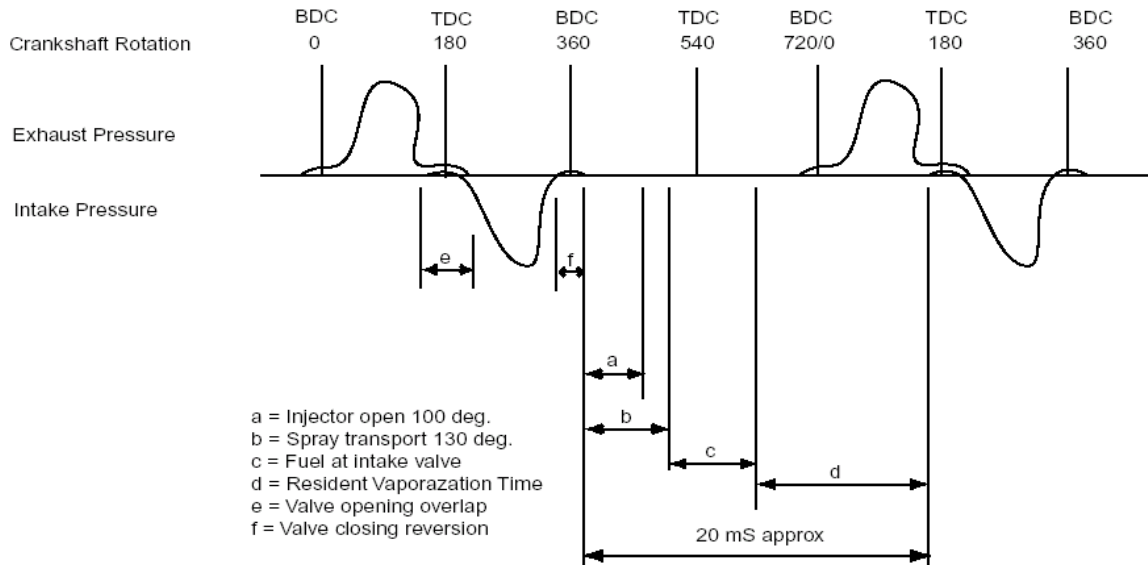 BDC TDC BDC TDC BDC TDC BDC
Crankshaft Rotation 0 180 360 540 720/0 180 360
Exhaust Pressure
Intake Pressure
e f
a
a = Injector open 100 deg.
b = Spray transport 130 deg.
b
c = Fuel at intake valve
c
d = Resident Vaporazation Time
d
e = Valve opening overlap
f = Valve closing reversion
20 mS approx